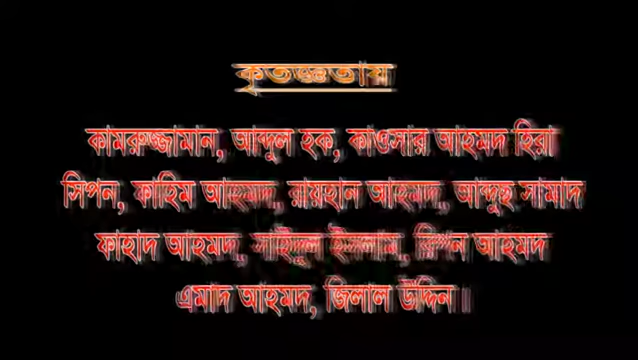 কৃতজ্ঞতায়
কামরুজ্জামান, আব্দুল হক, কাওসার আহমদ হিরা
সিপন, ফাহিম আহমদ, রায়হান আহমদ, আব্দুছ সামাদ
ফাহাদ আহমদ, সাইদুল ইসলাম, রিপন আহমদ
এমাদ আহমদ, জিলাল উদ্দিন।